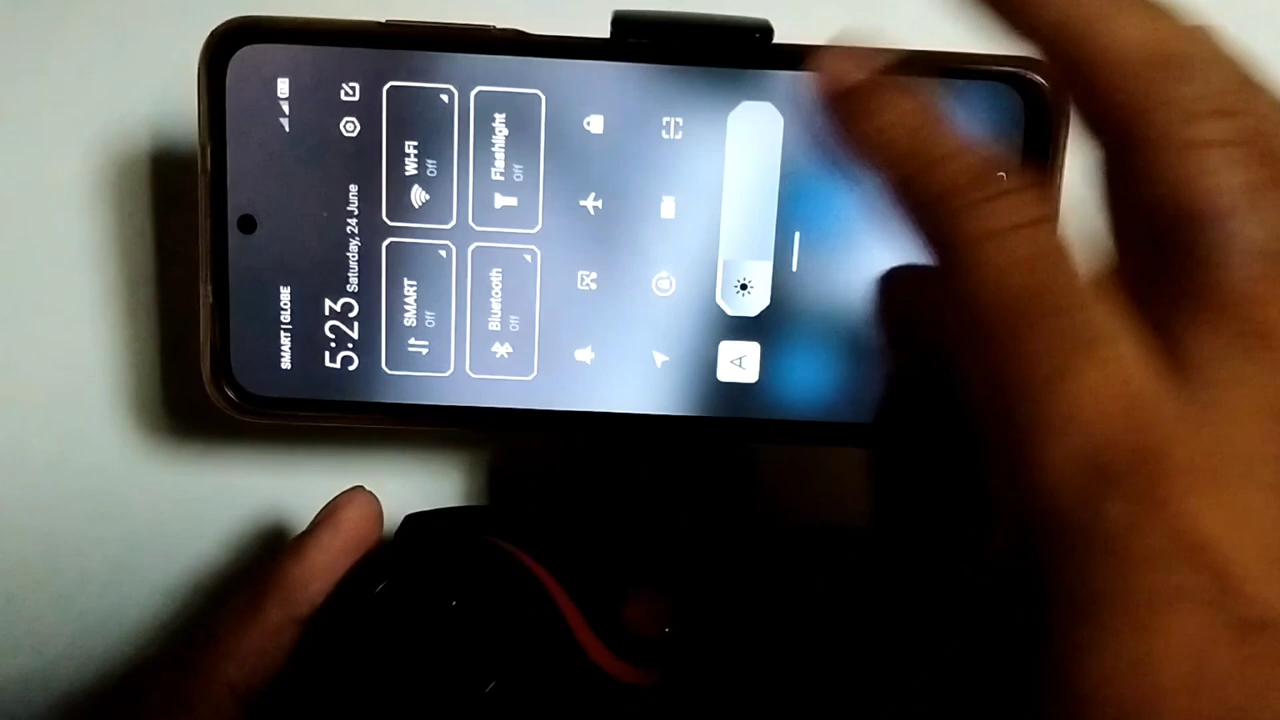 SMART | GLOBE
5:23 Saturday, 24 June
SMART
Off
Wi-Fi
Off
Bluetooth
Off
Flashlight
Off
A